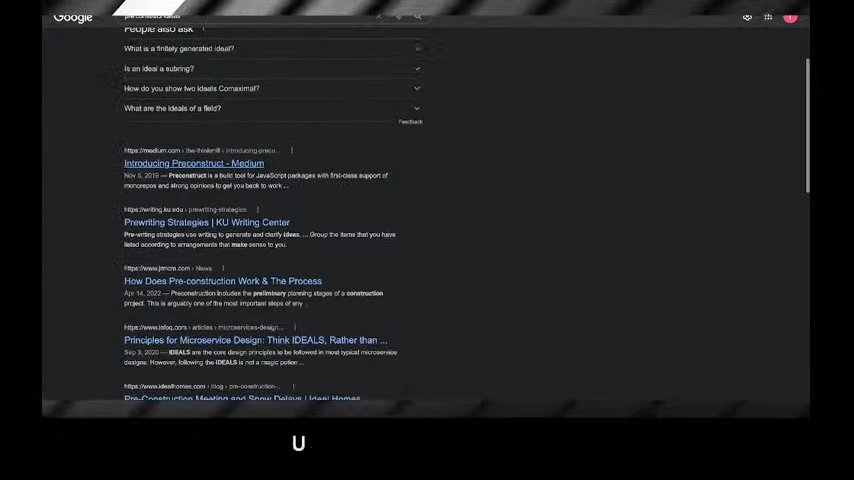 Google
People also ask
What is a finitely generated ideal?
Is an ideal a subring?
How do you show two ideals Comaximal?
What are the ideals of a field?
Feedback
https://medium.com › the-thinkmill › introducing-preco...
Introducing Preconstruct - Medium
Nov 5, 2019 — Preconstruct is a build tool for JavaScript packages with first-class support of
monorepos and strong opinions to get you back to work ...
https://writing.ku.edu › prewriting-strategies
Prewriting Strategies | KU Writing Center
Pre-writing strategies use writing to generate and clarify ideas. ... Group the items that you have
listed according to arrangements that make sense to you.
› News
How Does Pre-construction Work & The Process
Apr 14, 2022 — Preconstruction includes the preliminary planning stages of a construction
project. This is arguably one of the most important steps of any ...
https://www.infoq.com › articles › microservices-design...
Principles for Microservice Design: Think IDEALS, Rather than ...
Sep 3, 2020 — IDEALS are the core design principles to be followed in most typical microservice
designs. However, following the IDEALS is not a magic potion ...
https://www.idealhomes.com › blog › pre-construction-...
Pre-Construction Meeting and Snow Delays | Ideal Homes
U